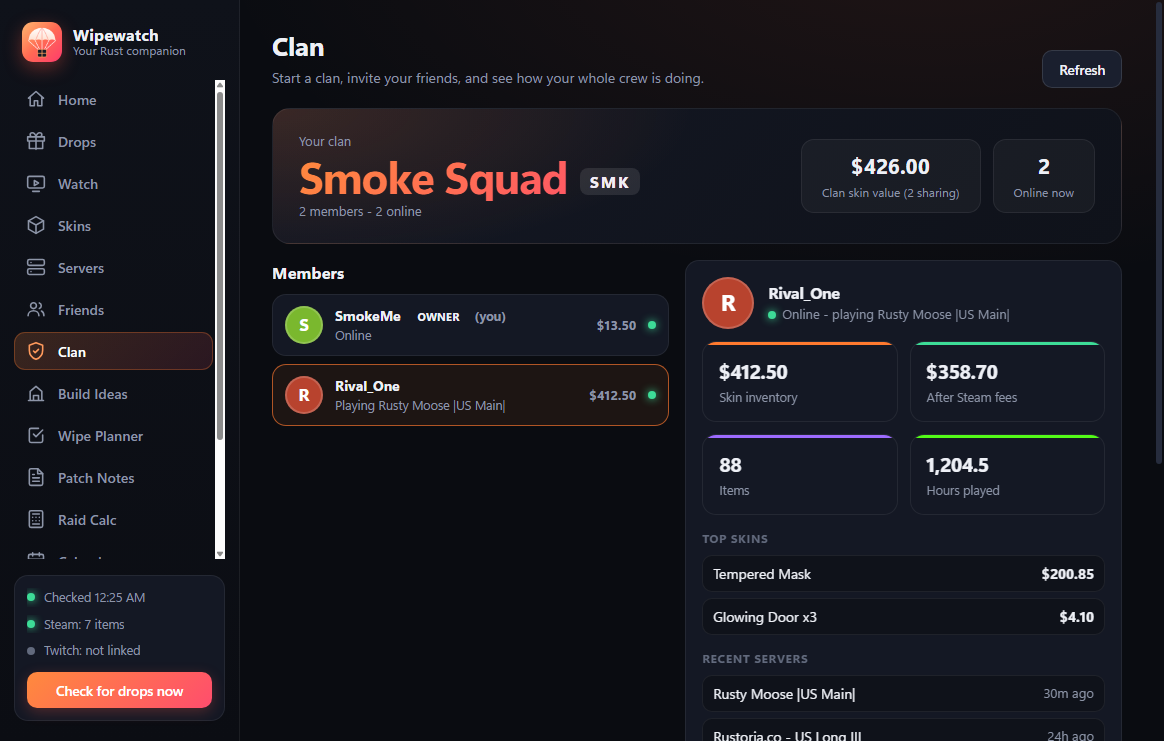 Wipewatch
Your Rust companion
Home
Drops
Watch
Skins
Servers
Friends
Clan
Build Ideas
Wipe Planner
Patch Notes
Raid Calc
Checked 12:25 AM
Steam: 7 items
Twitch: not linked
Check for drops now
Clan
Start a clan, invite your friends, and see how your whole crew is doing.
Refresh
Your clan
Smoke Squad SMK
2 members - 2 online
$426.00
Clan skin value (2 sharing)
2
Online now
Members
S
SmokeMe OWNER (you)
Online
$13.50
R
Rival_One
Playing Rusty Moose |US Main|
$412.50
R
Rival_One
Online - playing Rusty Moose |US Main|
$412.50
Skin inventory
$358.70
After Steam fees
88
Items
1,204.5
Hours played
TOP SKINS
Tempered Mask $200.85
Glowing Door x3 $4.10
RECENT SERVERS
Rusty Moose |US Main| 30m ago
Rustoria.co - US Long III 24h ago